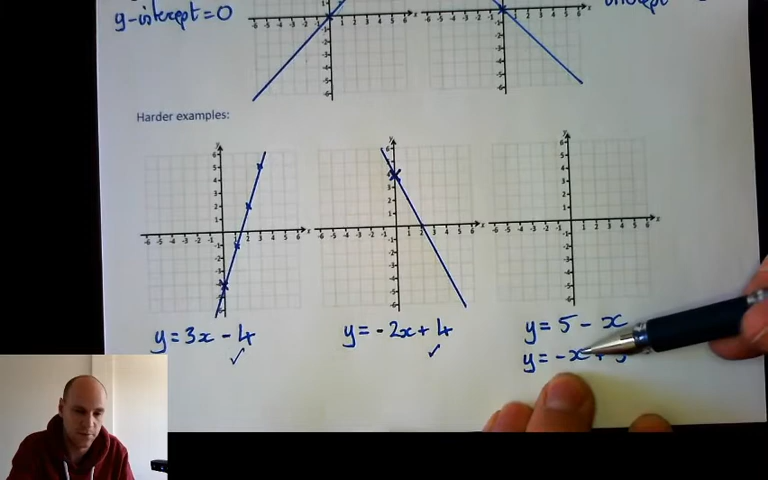 y-intercept = 0
Harder examples:
y = 3x - 4
y = -2x + 4
y = 5 - x
y = -x +